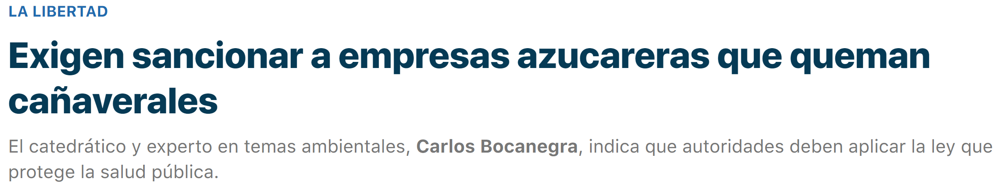 LA LIBERTAD
Exigen sancionar a empresas azucareras que queman
cañaverales
El catedrático y experto en temas ambientales, Carlos Bocanegra, indica que autoridades deben aplicar la ley que
protege la salud pública.